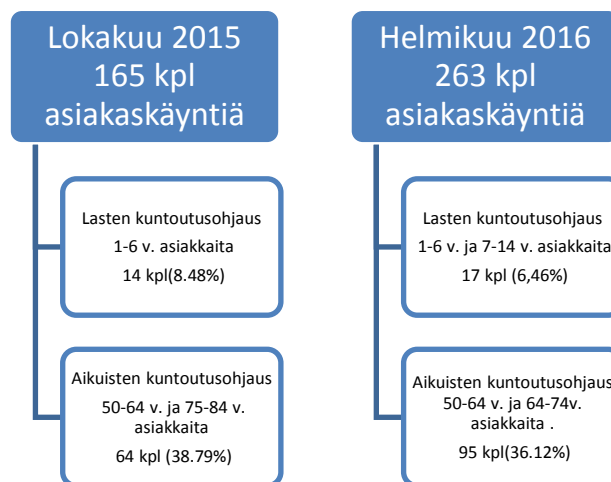 Lokakuu 2015
165 kpl
asiakaskäyntiä
Lasten kuntoutusohjaus
1-6 v. asiakkaita
14 kpl(8.48%)
Aikuisten kuntoutusohjaus
50-64 v. ja 75-84 v.
asiakkaita
64 kpl (38.79%)
Helmikuu 2016
263 kpl
asiakaskäyntiä
Lasten kuntoutusohjaus
1-6 v. ja 7-14 v. asiakkaita
17 kpl (6,46%)
Aikuisten kuntoutusohjaus
50-64 v. ja 64-74v.
asiakkaita .
95 kpl(36.12%)